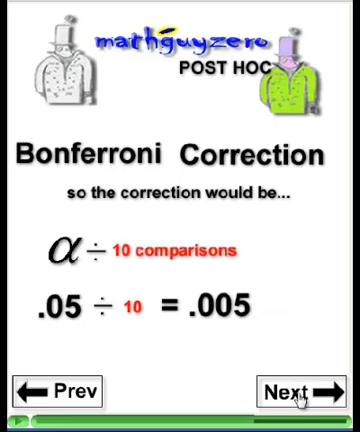 mathguyzero
POST HOC
Bonferroni Correction
so the correction would be...
α ÷ 10 comparisons
.05 ÷ 10 = .005
Prev Next